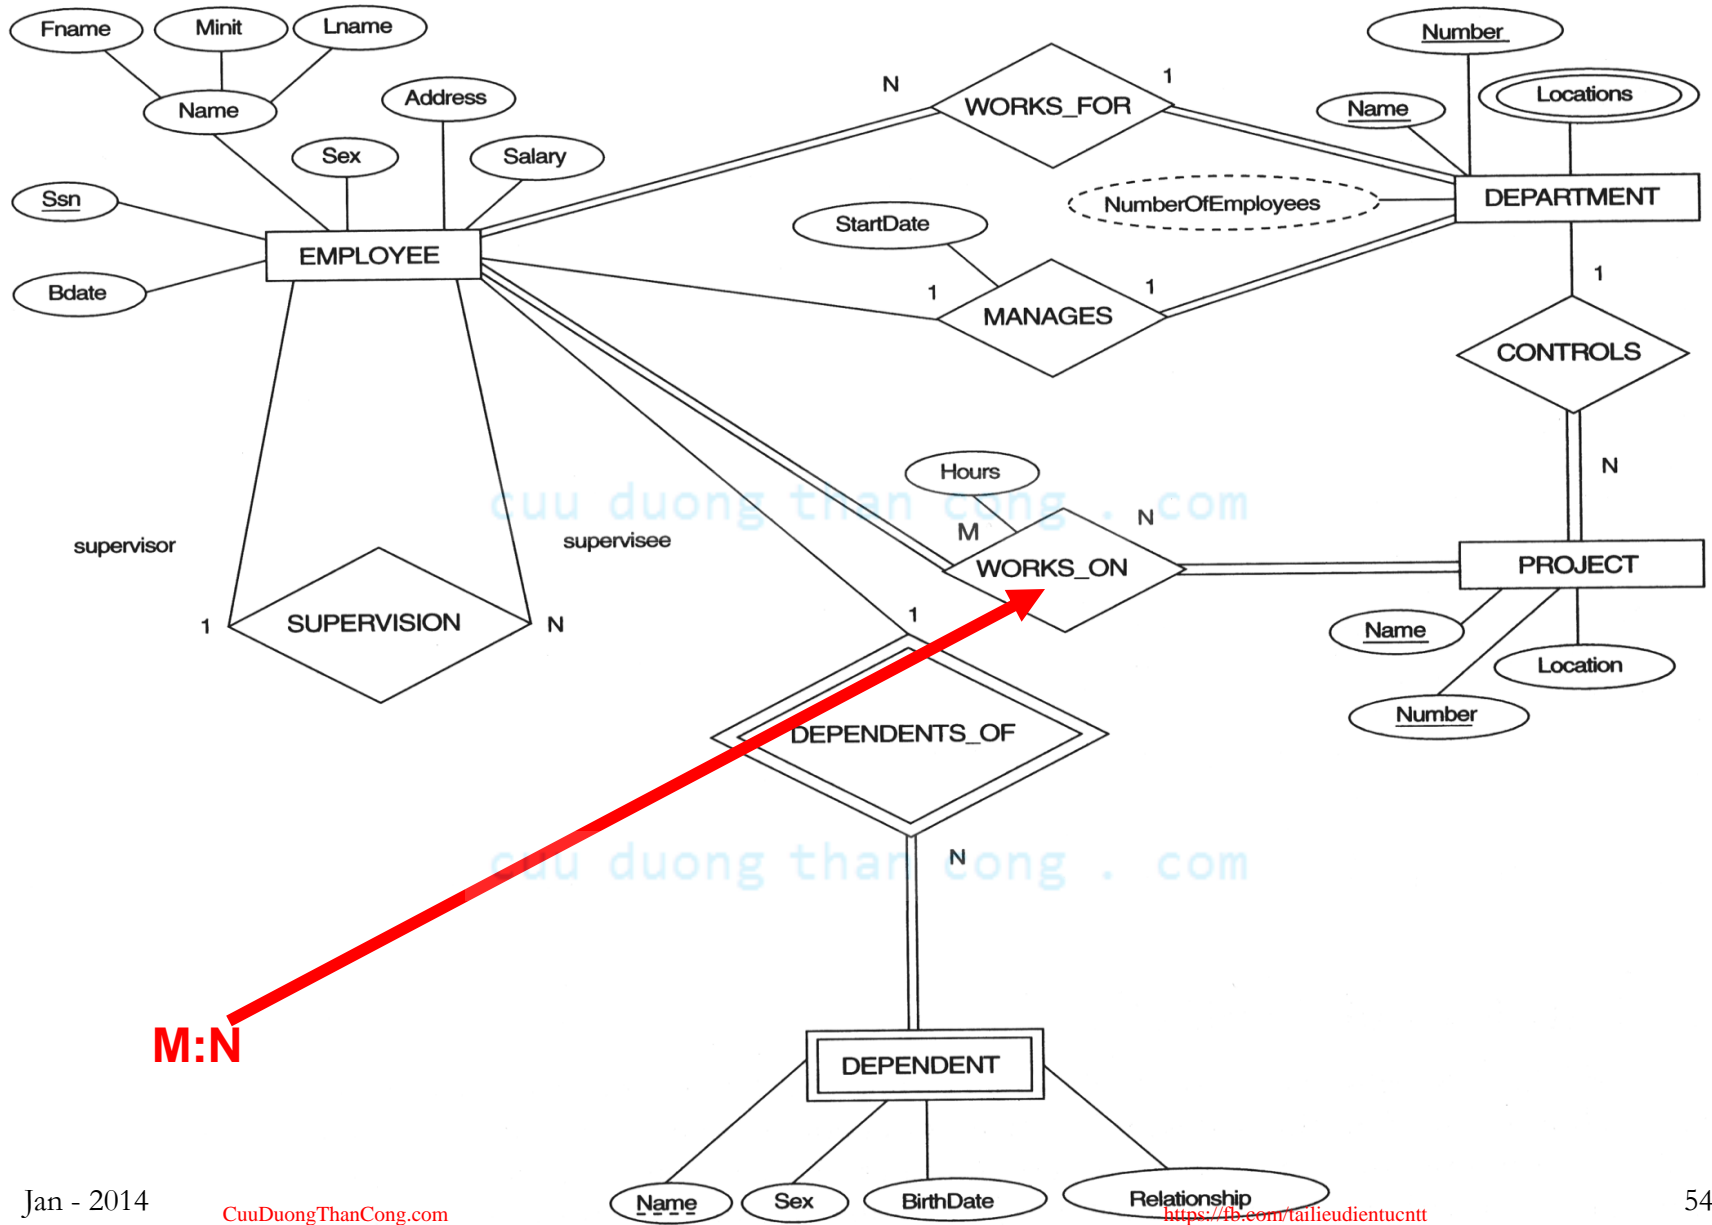 Fname
Minit
Lname
Number
Name
Address
N
WORKS_FOR
1
Name
Locations
Sex
Salary
Ssn
NumberOfEmployees
DEPARTMENT
StartDate
EMPLOYEE
Bdate
1
MANAGES
1
1
CONTROLS
Hours
N
cuu duong than cong . com
M
N
supervisor
supervisee
WORKS_ON
PROJECT
1
SUPERVISION
N
1
Name
Location
Number
DEPENDENTS_OF
N
cuu duong than cong . com
M:N
DEPENDENT
Name
Sex
BirthDate
Relationship
Jan - 2014
CuuDuongThanCong.com
https://fb.com/tailieudientucntt
54